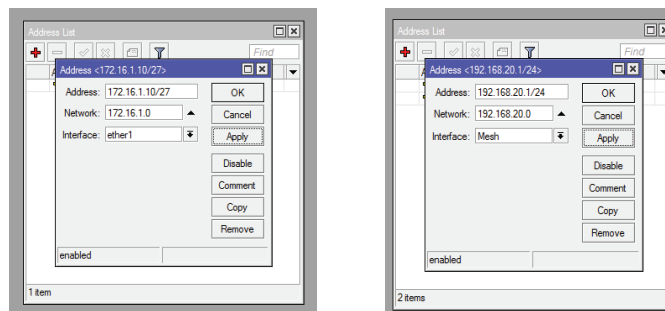 Address List
Find
Address <172.16.1.10/27>
Address: 172.16.1.10/27
OK
Network: 172.16.1.0
Cancel
Interface: ether1
Apply
Disable
Comment
Copy
Remove
enabled
1 item
Address List
Find
Address <192.168.20.1/24>
Address: 192.168.20.1/24
OK
Network: 192.168.20.0
Cancel
Interface: Mesh
Apply
Disable
Comment
Copy
Remove
enabled
2 items